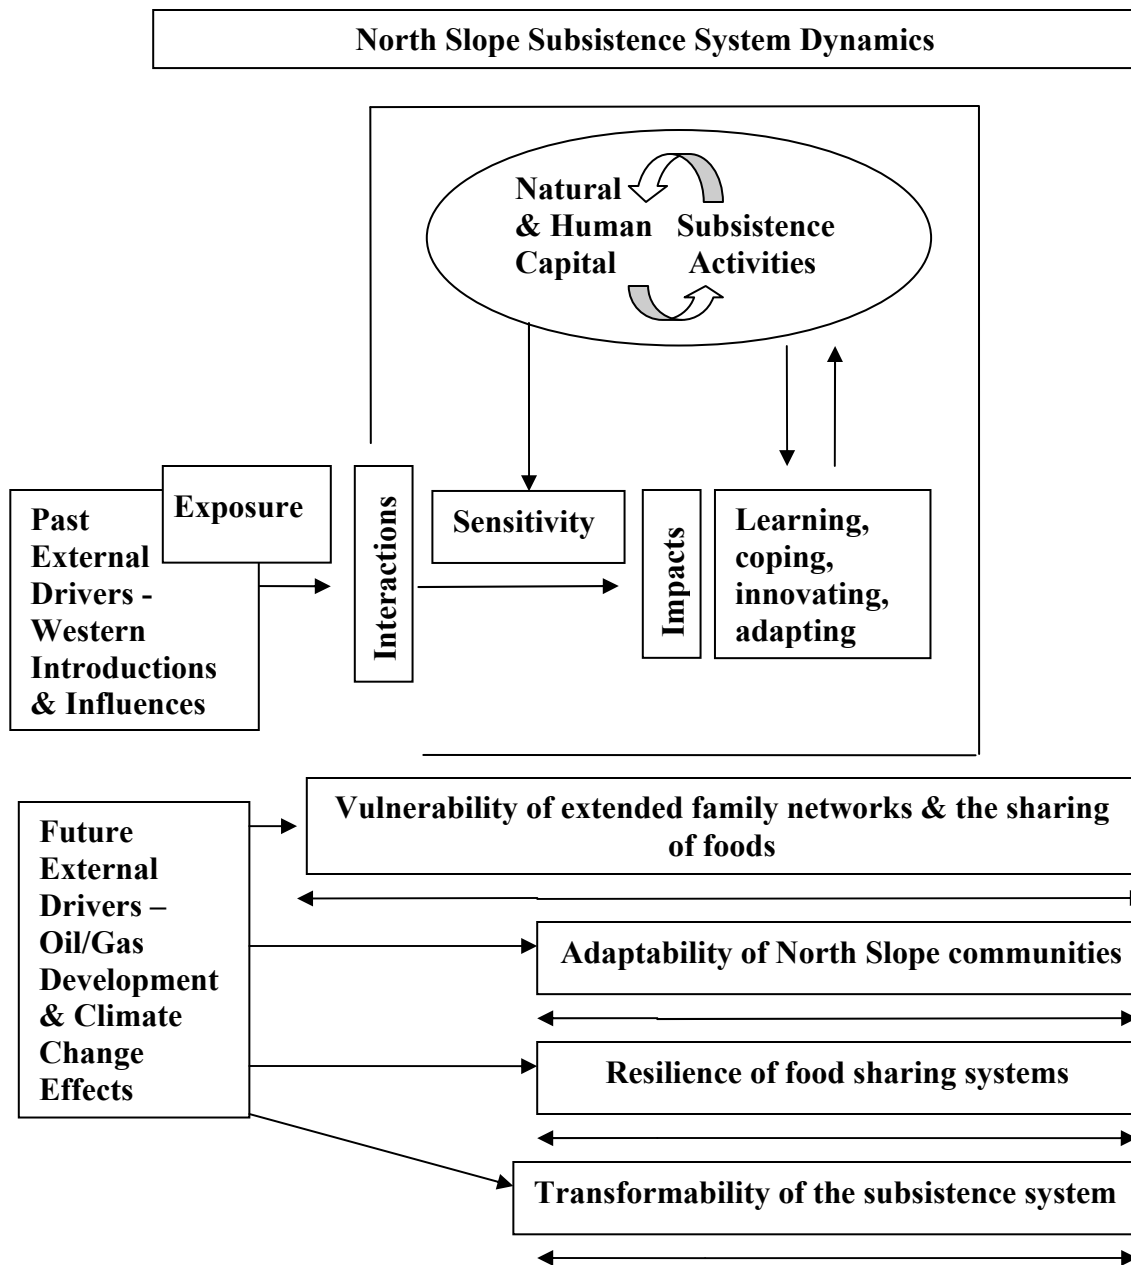 North Slope Subsistence System Dynamics
Natural
& Human
Capital
Subsistence
Activities
Past
External
Drivers -
Western
Introductions
& Influences
Exposure
Interactions
Sensitivity
Impacts
Learning,
coping,
innovating,
adapting
Future
External
Drivers –
Oil/Gas
Development
& Climate
Change
Effects
Vulnerability of extended family networks & the sharing
of foods
Adaptability of North Slope communities
Resilience of food sharing systems
Transformability of the subsistence system